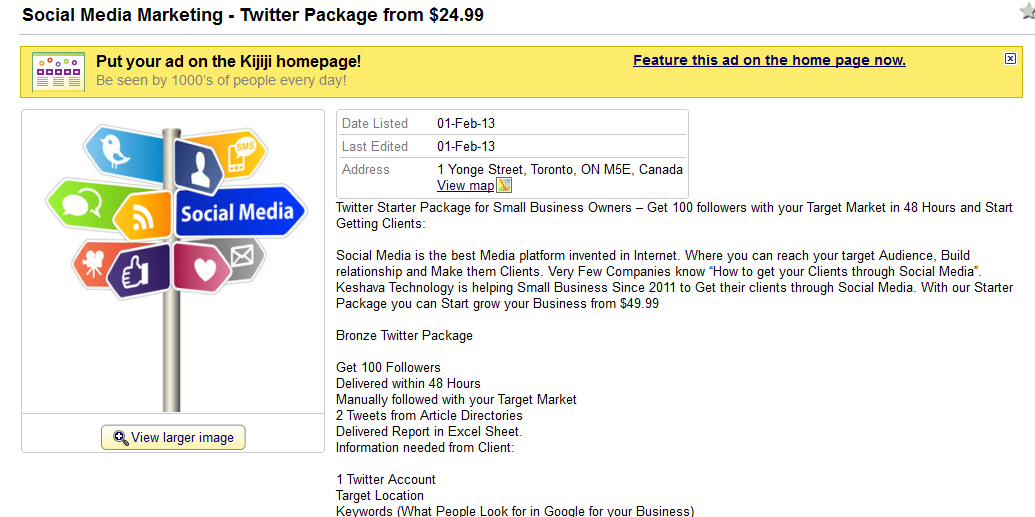 Social Media Marketing - Twitter Package from $24.99
Put your ad on the Kijiji homepage!
Be seen by 1000's of people every day!
Feature this ad on the home page now.
SMS
Social Media
View larger image
Date Listed 01-Feb-13
Last Edited 01-Feb-13
Address 1 Yonge Street, Toronto, ON M5E, Canada
View map
Twitter Starter Package for Small Business Owners – Get 100 followers with your Target Market in 48 Hours and Start
Getting Clients:
Social Media is the best Media platform invented in Internet. Where you can reach your target Audience, Build
relationship and Make them Clients. Very Few Companies know “How to get your Clients through Social Media”.
Keshava Technology is helping Small Business Since 2011 to Get their clients through Social Media. With our Starter
Package you can Start grow your Business from $49.99
Bronze Twitter Package
Get 100 Followers
Delivered within 48 Hours
Manually followed with your Target Market
2 Tweets from Article Directories
Delivered Report in Excel Sheet.
Information needed from Client:
1 Twitter Account
Target Location
Keywords (What People Look for in Google for your Business)